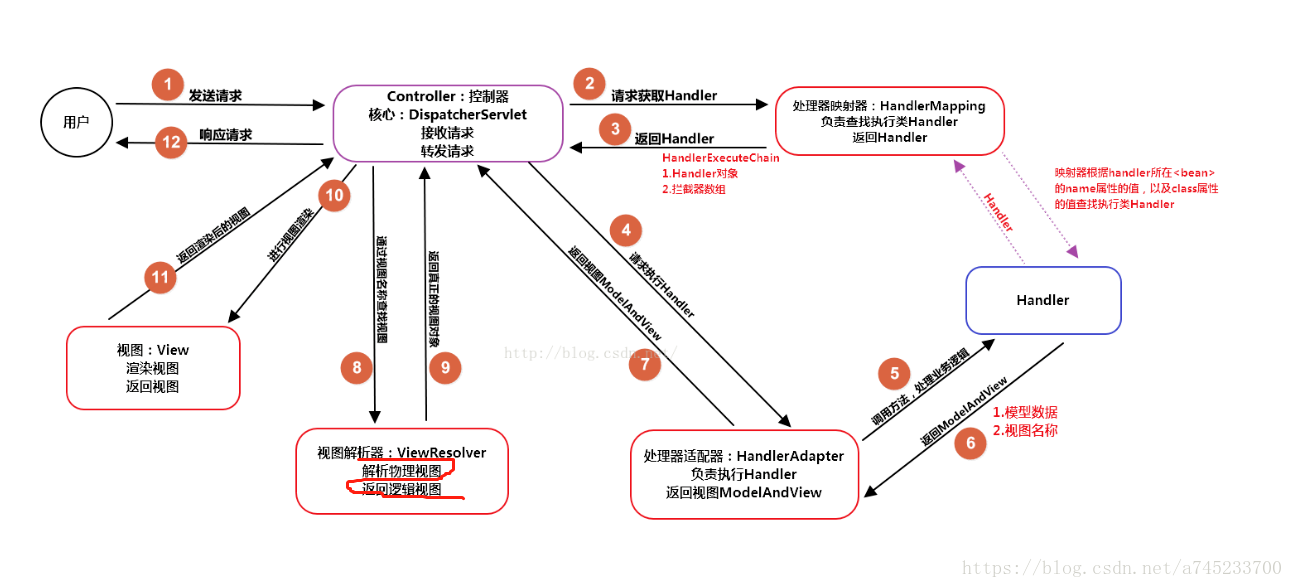 1
发送请求
用户
12
响应请求
Controller：控制器
核心：DispatcherServlet
接收请求
转发请求
2
请求获取Handler
3
返回Handler
HandlerExecuteChain
1.Handler对象
2.拦截器数组
处理器映射器：HandlerMapping
负责查找执行类Handler
返回Handler
映射器根据handler所在<bean>
的name属性的值，以及class属性
的值查找执行类Handler
Handler
Handler
4
请求执行Handler
5
调用方法，处理业务逻辑
6
返回ModelAndView
1.模型数据
2.视图名称
处理器适配器：HandlerAdapter
负责执行Handler
返回视图ModelAndView
7
返回视图ModelAndView
8
通过视图名称查找视图
9
返回真正的视图对象
视图解析器：ViewResolver
解析物理视图
返回逻辑视图
10
进行视图渲染
11
返回渲染后的视图
视图：View
渲染视图
返回视图
http://blog.csdn.net/
https://blog.csdn.net/a745233700